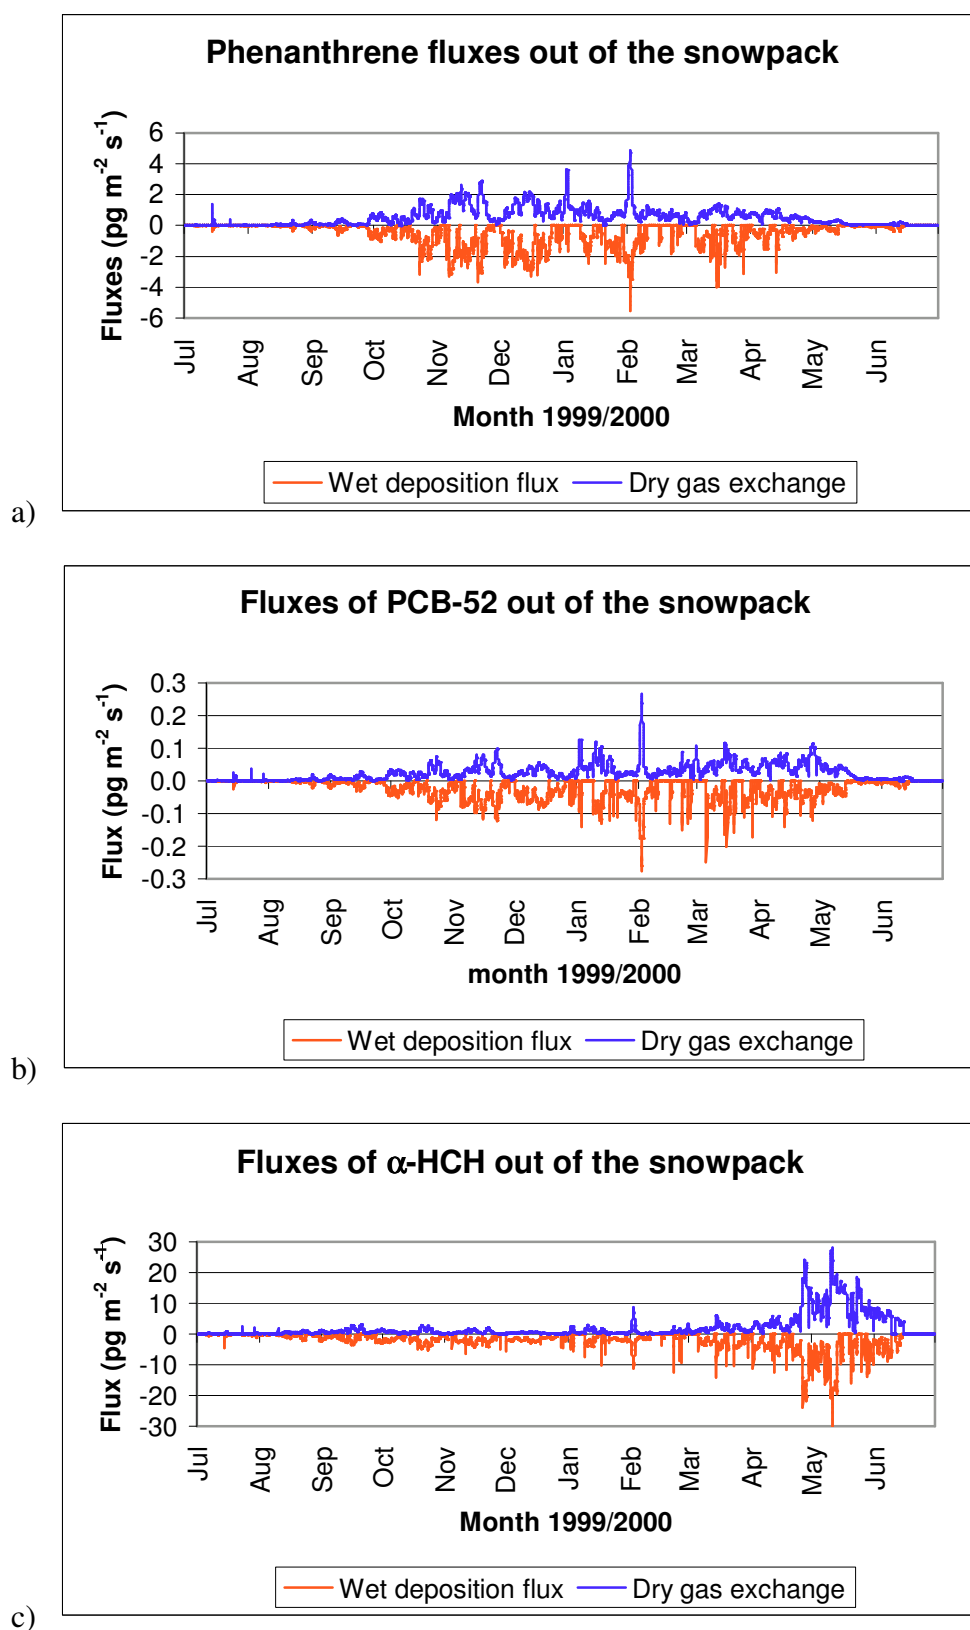 Phenanthrene fluxes out of the snowpack
Fluxes (pg m-2 s-1)
6
4
2
0
-2
-4
-6
Jul Aug Sep Oct Nov Dec Jan Feb Mar Apr May Jun
Month 1999/2000
Wet deposition flux Dry gas exchange
a)
Fluxes of PCB-52 out of the snowpack
Flux (pg m-2 s-1)
0.3
0.2
0.1
0.0
-0.1
-0.2
-0.3
Jul Aug Sep Oct Nov Dec Jan Feb Mar Apr May Jun
month 1999/2000
Wet deposition flux Dry gas exchange
b)
Fluxes of α-HCH out of the snowpack
Flux (pg m-2 s-1)
30
20
10
0
-10
-20
-30
Jul Aug Sep Oct Nov Dec Jan Feb Mar Apr May Jun
Month 1999/2000
Wet deposition flux Dry gas exchange
c)